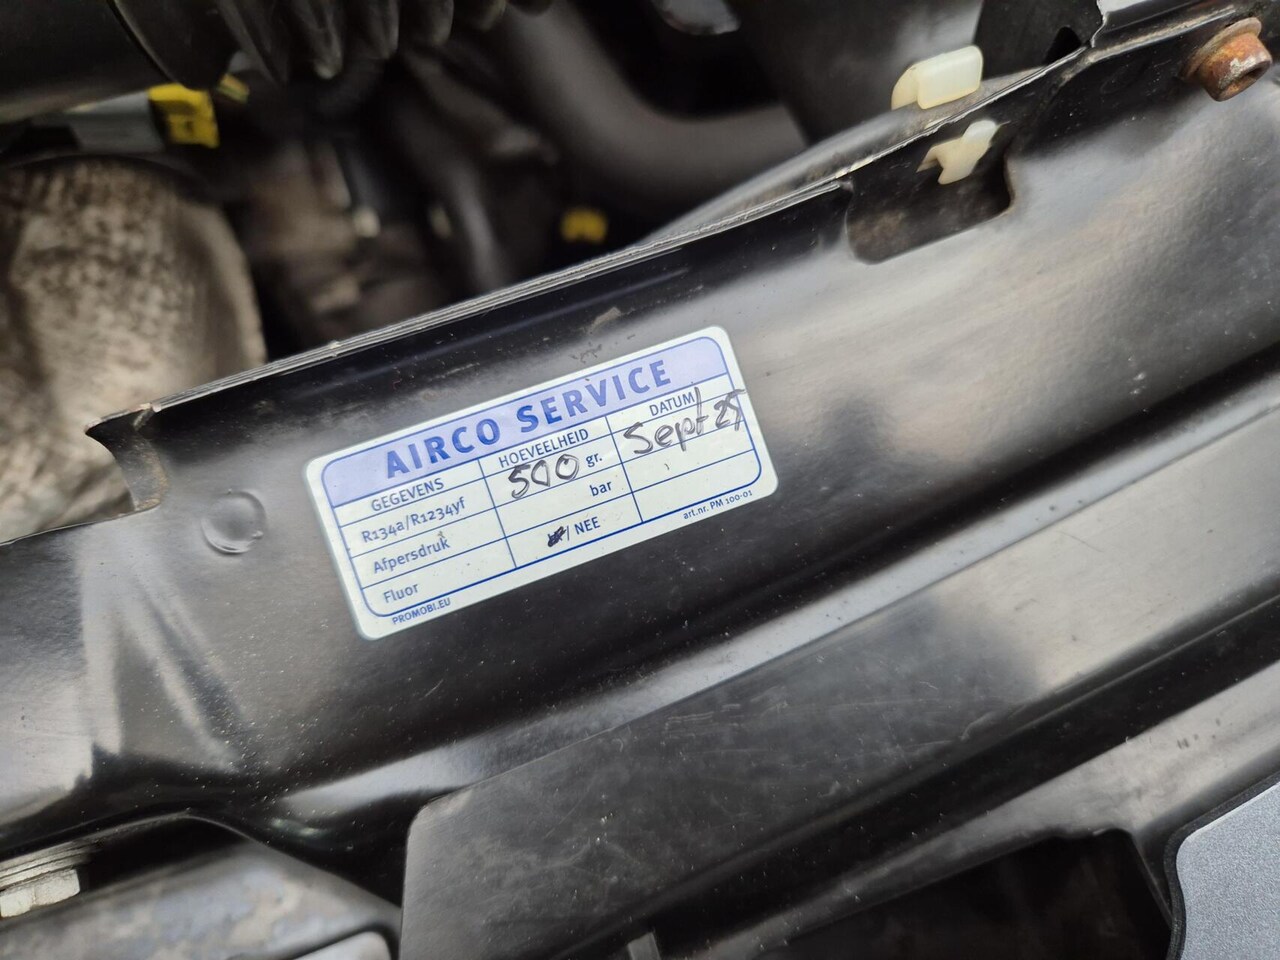 AIRCO SERVICE
GEGEVENS HOEVEELHEID DATUM
R134a/R1234yf 500 gr. Sept 25
Afpersdruk bar
Fluor / NEE
PROMOBI.EU art.nr. PM 100-01